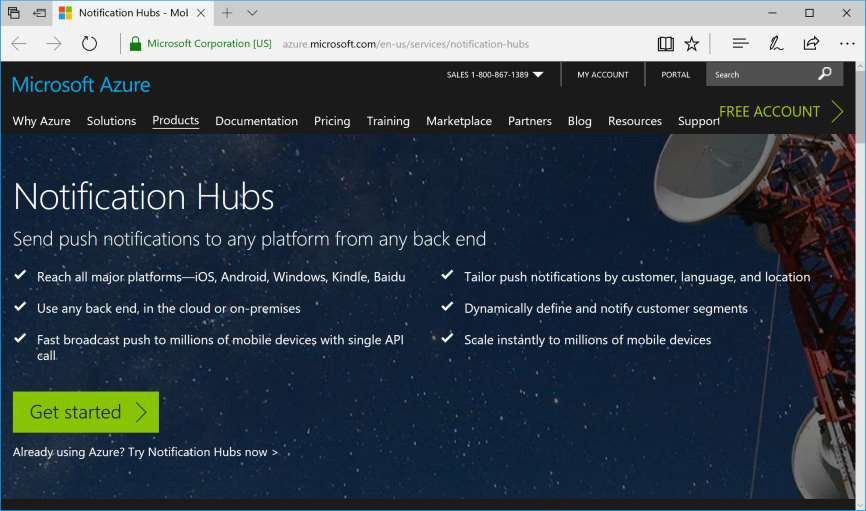 Notification Hubs - Mol
Microsoft Corporation [US] azure.microsoft.com/en-us/services/notification-hubs
SALES 1-800-867-1389 MY ACCOUNT PORTAL Search
Microsoft Azure
FREE ACCOUNT
Why Azure Solutions Products Documentation Pricing Training Marketplace Partners Blog Resources Support
Notification Hubs
Send push notifications to any platform from any back end
Reach all major platforms—iOS, Android, Windows, Kindle, Baidu
Use any back end, in the cloud or on-premises
Fast broadcast push to millions of mobile devices with single API
call
Tailor push notifications by customer, language, and location
Dynamically define and notify customer segments
Scale instantly to millions of mobile devices
Get started
Already using Azure? Try Notification Hubs now >